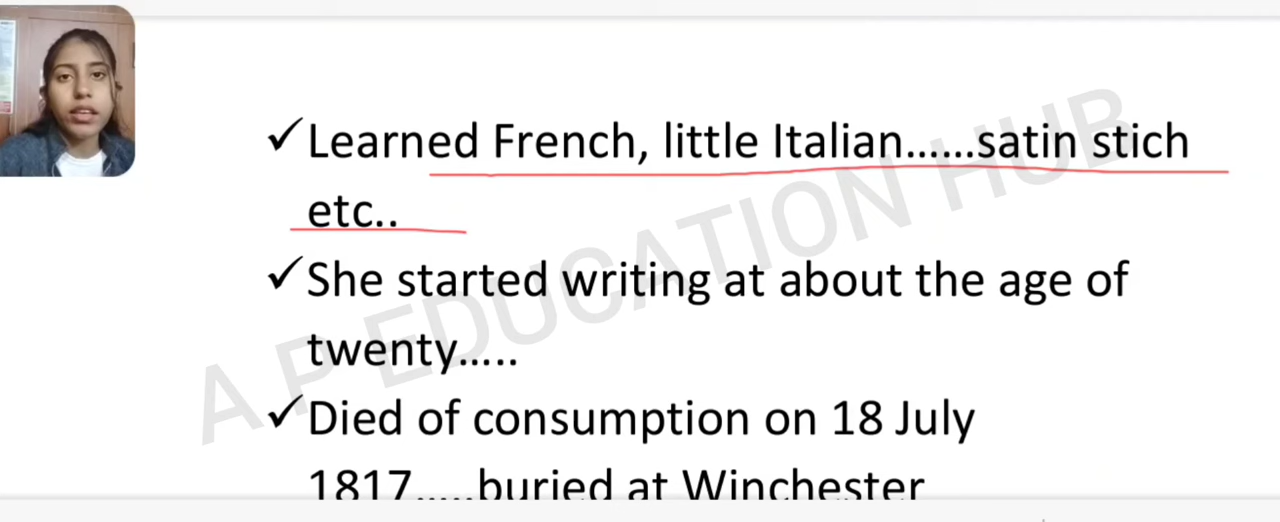 ✓Learned French, little Italian......satin stich
etc..
✓She started writing at about the age of
twenty.....
✓Died of consumption on 18 July
1817.....buried at Winchester
A.P EDUCATION HUB